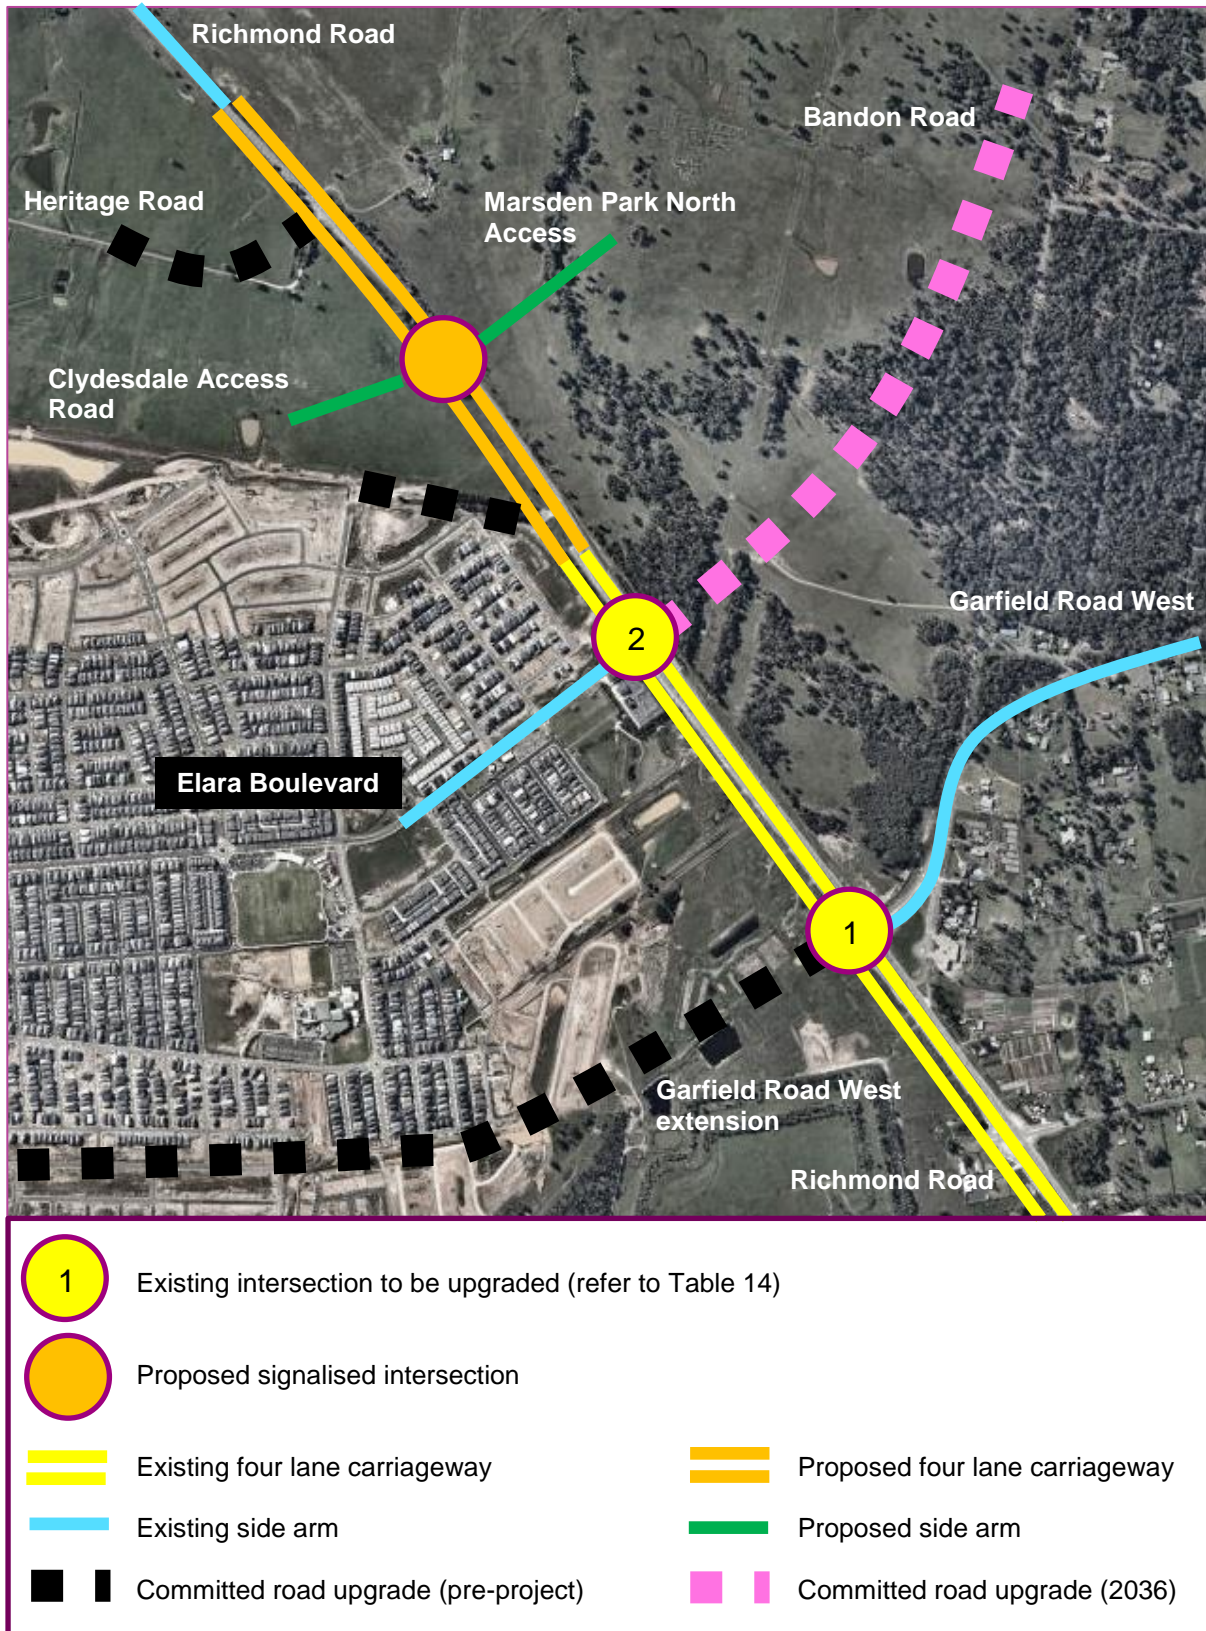 Richmond Road
Bandon Road
Heritage Road
Marsden Park North
Access
Clydesdale Access
Road
Garfield Road West
2
Elara Boulevard
1
Garfield Road West
extension
Richmond Road
1
Existing intersection to be upgraded (refer to Table 14)
Proposed signalised intersection
Existing four lane carriageway
Proposed four lane carriageway
Existing side arm
Proposed side arm
Committed road upgrade (pre-project)
Committed road upgrade (2036)